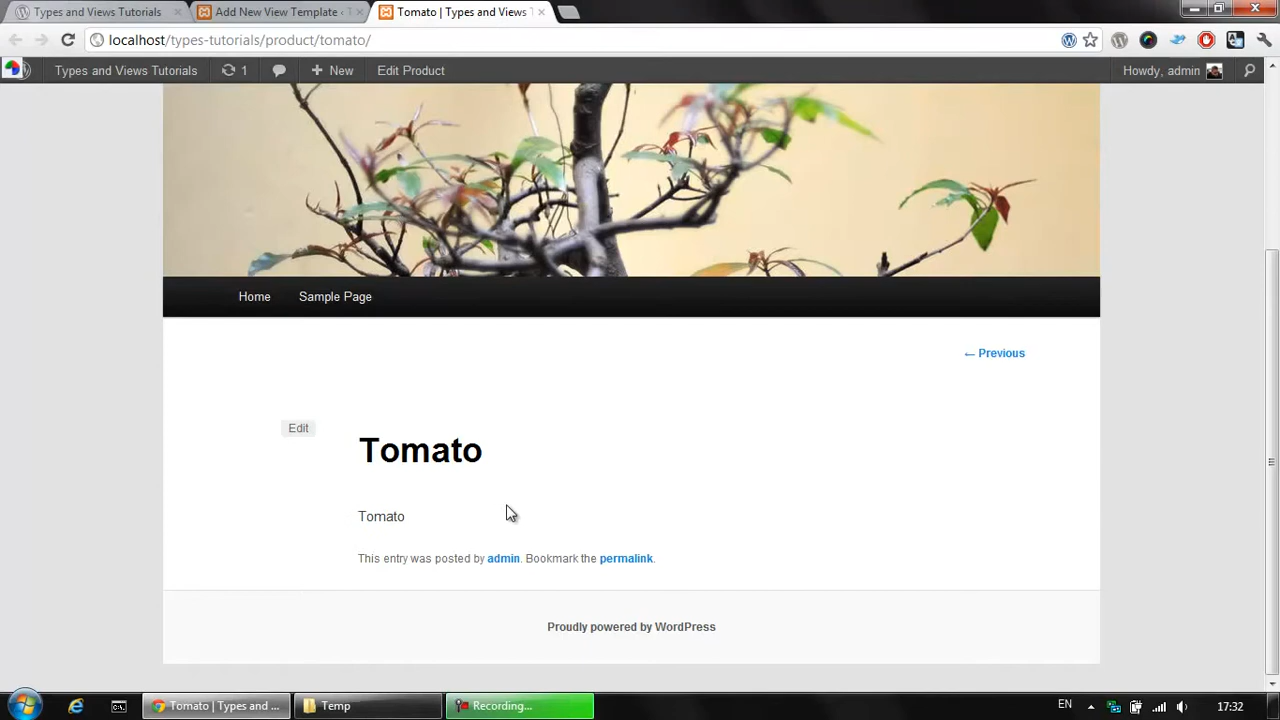 Types and Views Tutorials
Add New View Template ‹ T
Tomato | Types and Views T
localhost/types-tutorials/product/tomato/
Types and Views Tutorials 1 New Edit Product Howdy, admin
Home Sample Page
← Previous
Edit
Tomato
Tomato
This entry was posted by admin. Bookmark the permalink.
Proudly powered by WordPress
Tomato | Types and ... Temp Recording... EN 17:32